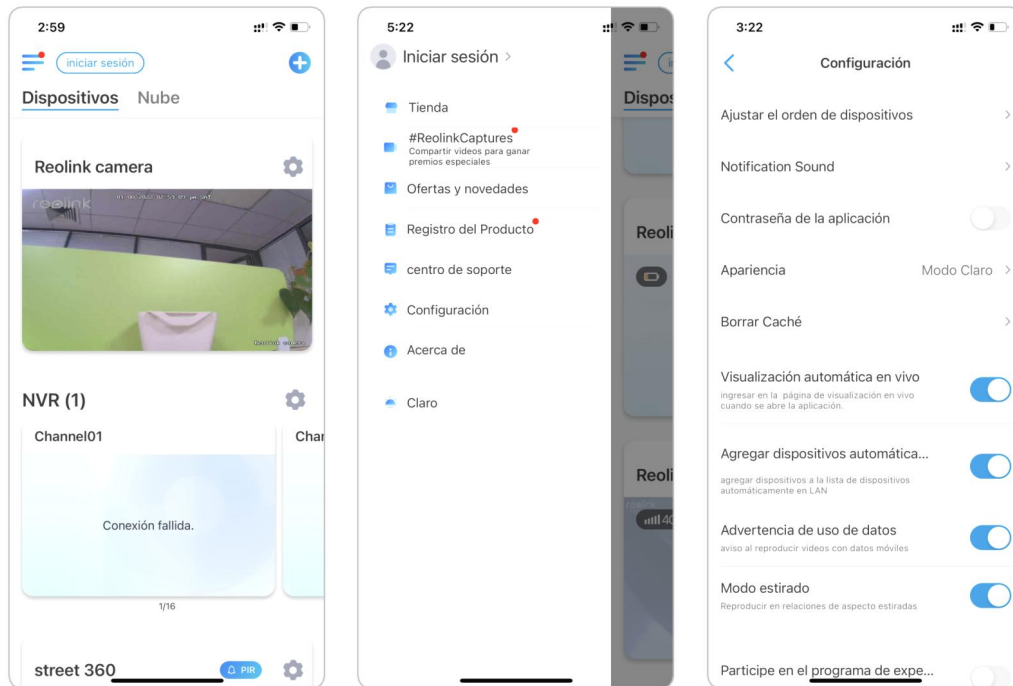 2:59
iniciar sesión
Dispositivos Nube
Reolink camera
reolink
Reolink camera
NVR (1)
Channel01
Chan
Conexión fallida.
1/16
street 360
PIR
5:22
Iniciar sesión
Tienda
#ReolinkCaptures
Compartir videos para ganar
premios especiales
Ofertas y novedades
Registro del Producto
centro de soporte
Configuración
Acerca de
Claro
Dispos
Reoli
Reoli
4G
3:22
Configuración
Ajustar el orden de dispositivos
Notification Sound
Contraseña de la aplicación
Apariencia Modo Claro
Borrar Caché
Visualización automática en vivo
ingresar en la página de visualización en vivo
cuando se abre la aplicación.
Agregar dispositivos automática...
agregar dispositivos a la lista de dispositivos
automáticamente en LAN
Advertencia de uso de datos
aviso al reproducir videos con datos móviles
Modo estirado
Reproducir en relaciones de aspecto estiradas
Participe en el programa de expe...